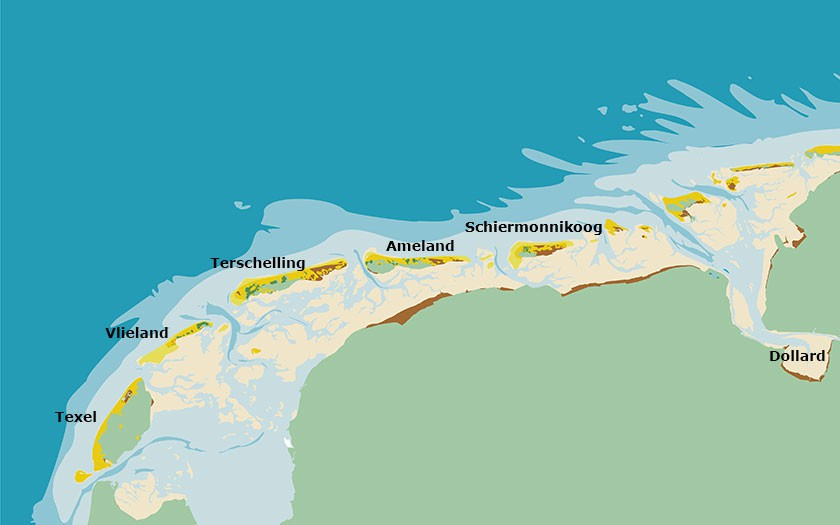 Schiermonnikoog
Ameland
Terschelling
Vlieland
Dollard
Texel